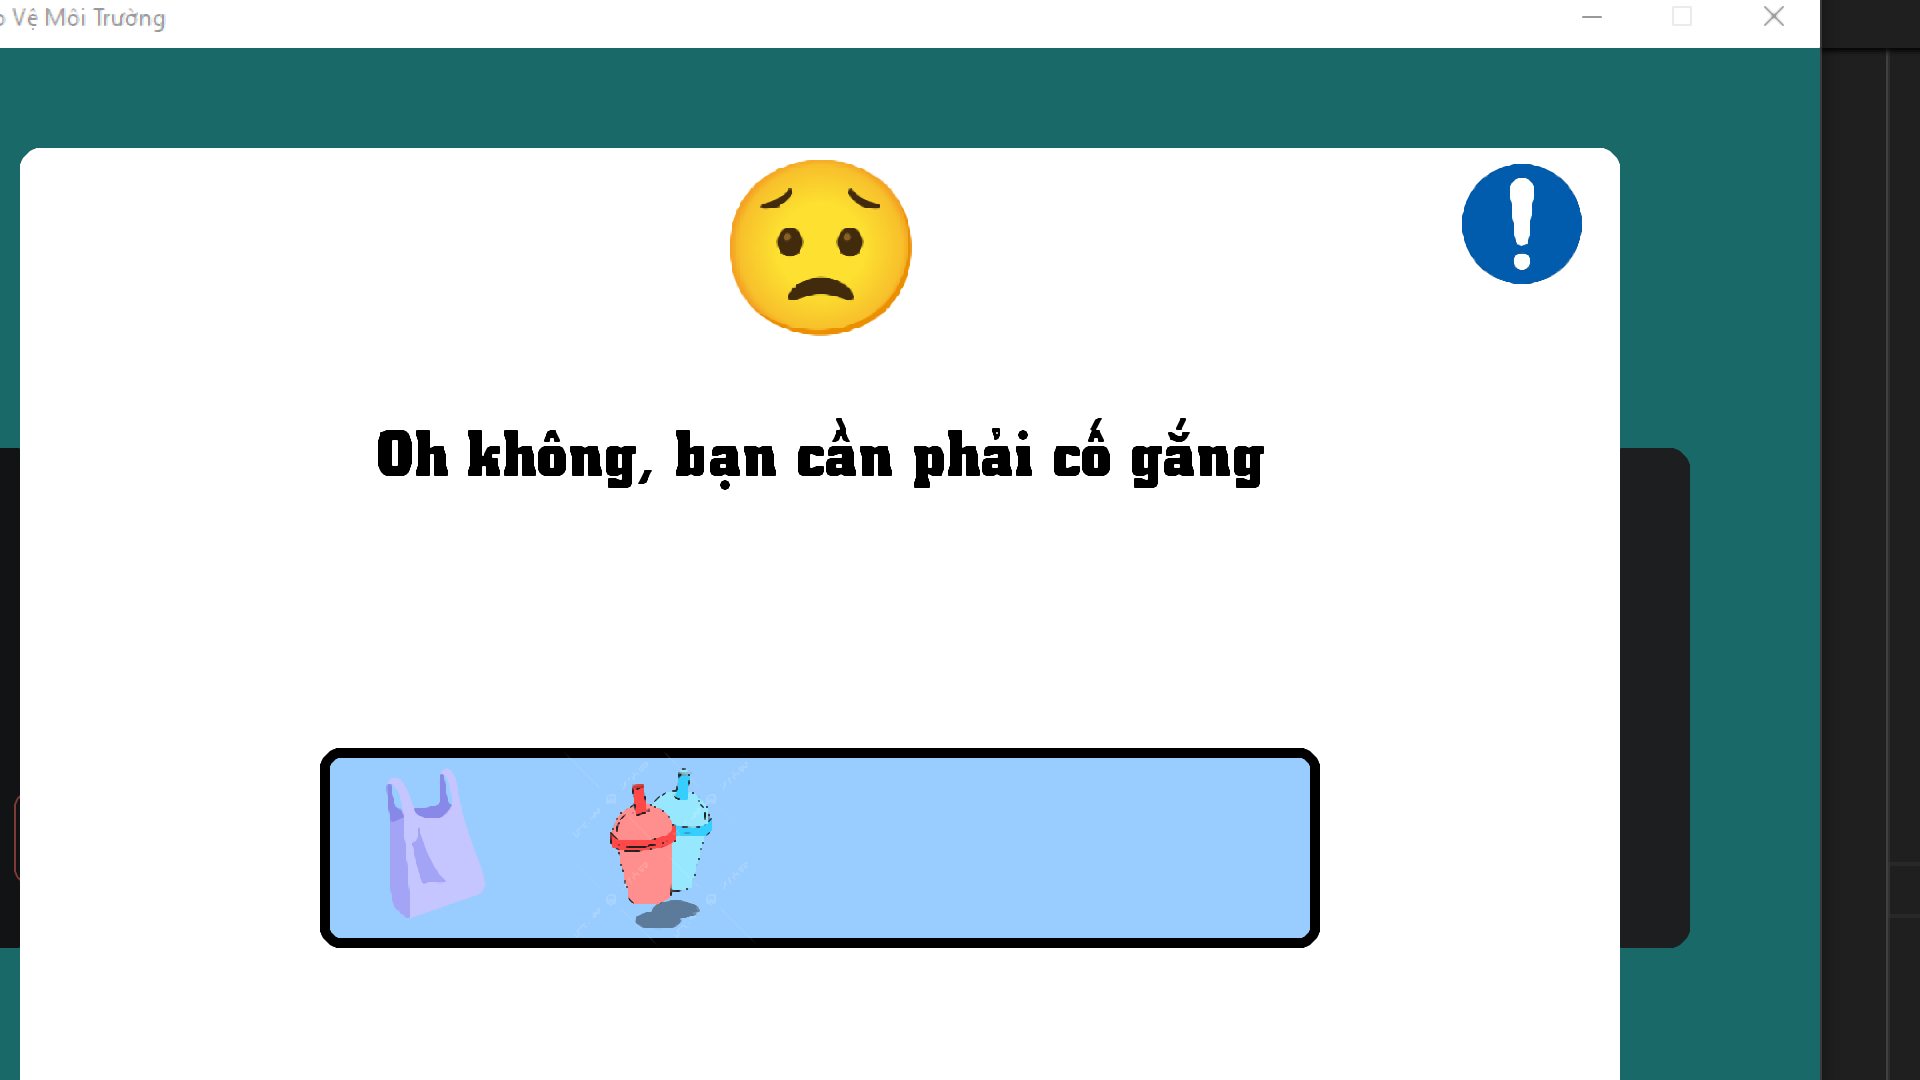 Vệ Môi Trường
Oh không, bạn cần phải cố gắng